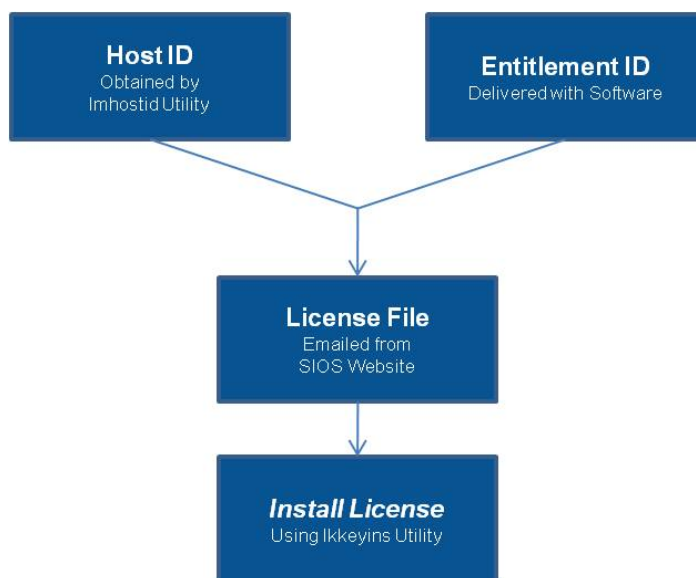 Host ID
Obtained by
lmhostid Utility
Entitlement ID
Delivered with Software
License File
Emailed from
SIOS Website
Install License
Using lkkeyins Utility